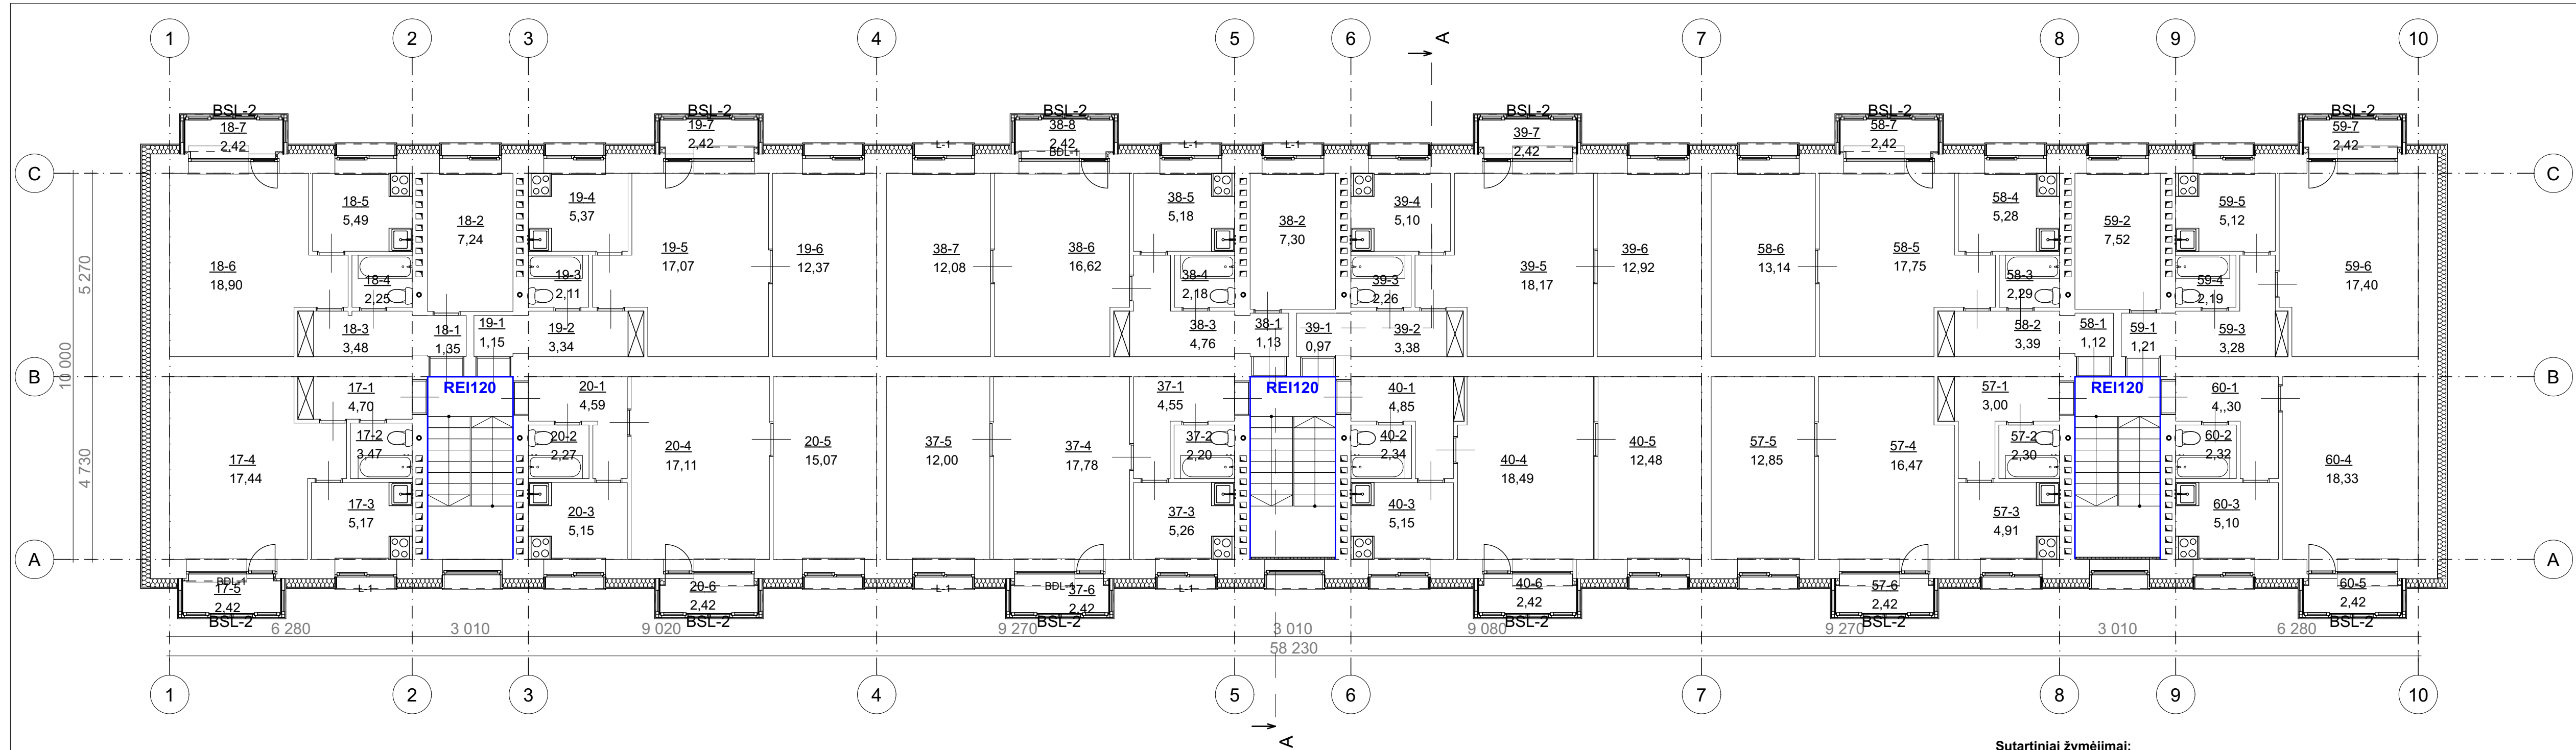 1 2 3 4 5 6 7 8 9 10
A
BSL-2 BSL-2 BSL-2 BSL-2 BSL-2 BSL-2
18-7 19-7 38-8 39-7 58-7 59-7
2,42 2,42 2,42 2,42 2,42 2,42
L-1 BDL-1 L-1 L-1
C C
18-5 18-2 19-4 38-5 38-2 39-4 58-4 59-2 59-5
5,49 7,24 5,37 5,18 7,30 5,10 5,28 7,52 5,12
18-6 19-5 19-6 38-7 38-6 39-5 39-6 58-6 58-5 59-6
18,90 17,07 12,37 12,08 16,62 18,17 12,92 13,14 17,75 17,40
5 270
18-4 19-3 38-4 39-3 58-3 59-4
2,25 2,11 2,18 2,26 2,29 2,19
18-3 18-1 19-1 19-2 38-3 38-1 39-1 39-2 58-2 58-1 59-1 59-3
3,48 1,35 1,15 3,34 4,76 1,13 0,97 3,38 3,39 1,12 1,21 3,28
10 000
B B
REI120 REI120 REI120
17-1 20-1 37-1 40-1 57-1 60-1
4,70 4,59 4,55 4,85 3,00 4,,30
17-2 20-2 37-2 40-2 57-2 60-2
3,47 2,27 2,20 2,34 2,30 2,32
17-4 20-4 20-5 37-5 37-4 40-4 40-5 57-5 57-4 60-4
17,44 17,11 15,07 12,00 17,78 18,49 12,48 12,85 16,47 18,33
4 730
17-3 20-3 37-3 40-3 57-3 60-3
5,17 5,15 5,26 5,15 4,91 5,10
A A
BDL-1 L-1 L-1 BDL-1 L-1
17-5 20-6 37-6 40-6 57-6 60-5
2,42 2,42 2,42 2,42 2,42 2,42
BSL-2 BSL-2 BSL-2 BSL-2 BSL-2 BSL-2
6 280 3 010 9 020 9 270 3 010 9 080 9 270 3 010 6 280
58 230
1 2 3 4 5 6 7 8 9 10
A
Sutartiniai žymėjimai: